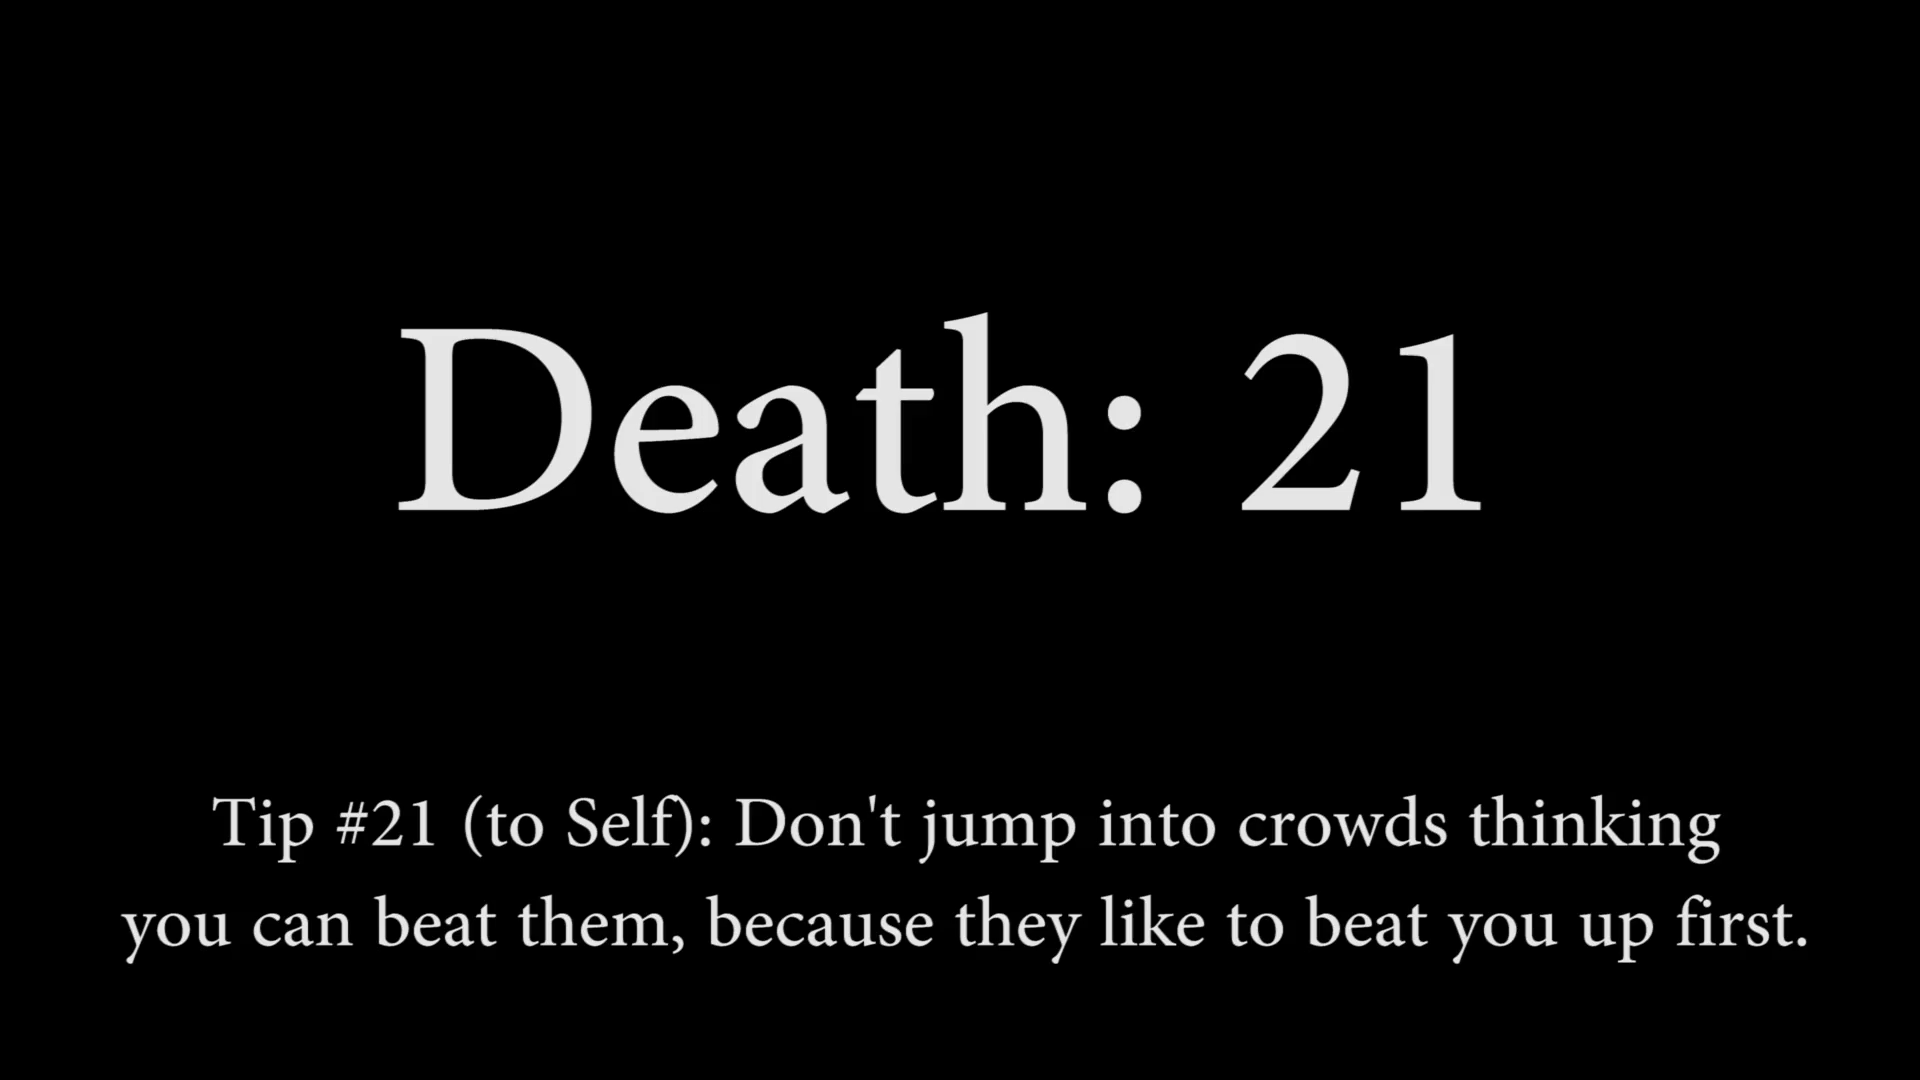 Death: 21
Tip #21 (to Self): Don't jump into crowds thinking
you can beat them, because they like to beat you up first.